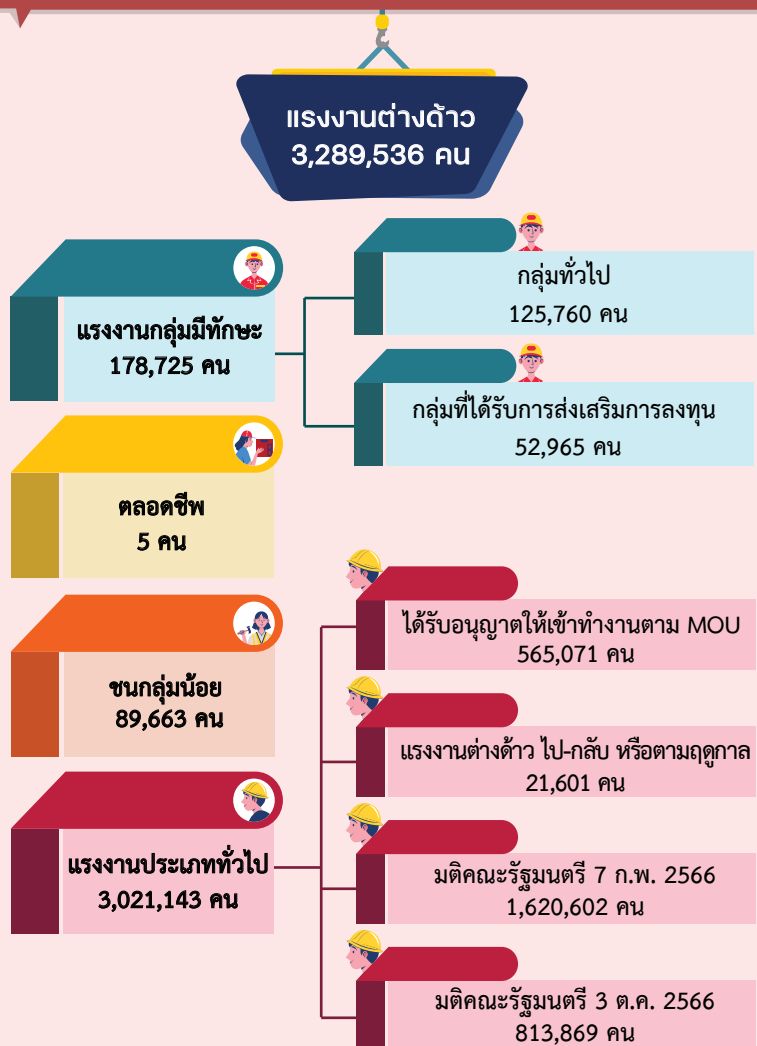 แรงงานต่างด้าว
3,289,536 คน
แรงงานกลุ่มมีทักษะ
178,725 คน
กลุ่มทั่วไป
125,760 คน
กลุ่มที่ได้รับการส่งเสริมการลงทุน
52,965 คน
ตลอดชีพ
5 คน
ชนกลุ่มน้อย
89,663 คน
แรงงานประเภททั่วไป
3,021,143 คน
ได้รับอนุญาตให้เข้าทำงานตาม MOU
565,071 คน
แรงงานต่างด้าว ไป-กลับ หรือตามฤดูกาล
21,601 คน
มติคณะรัฐมนตรี 7 ก.พ. 2566
1,620,602 คน
มติคณะรัฐมนตรี 3 ต.ค. 2566
813,869 คน